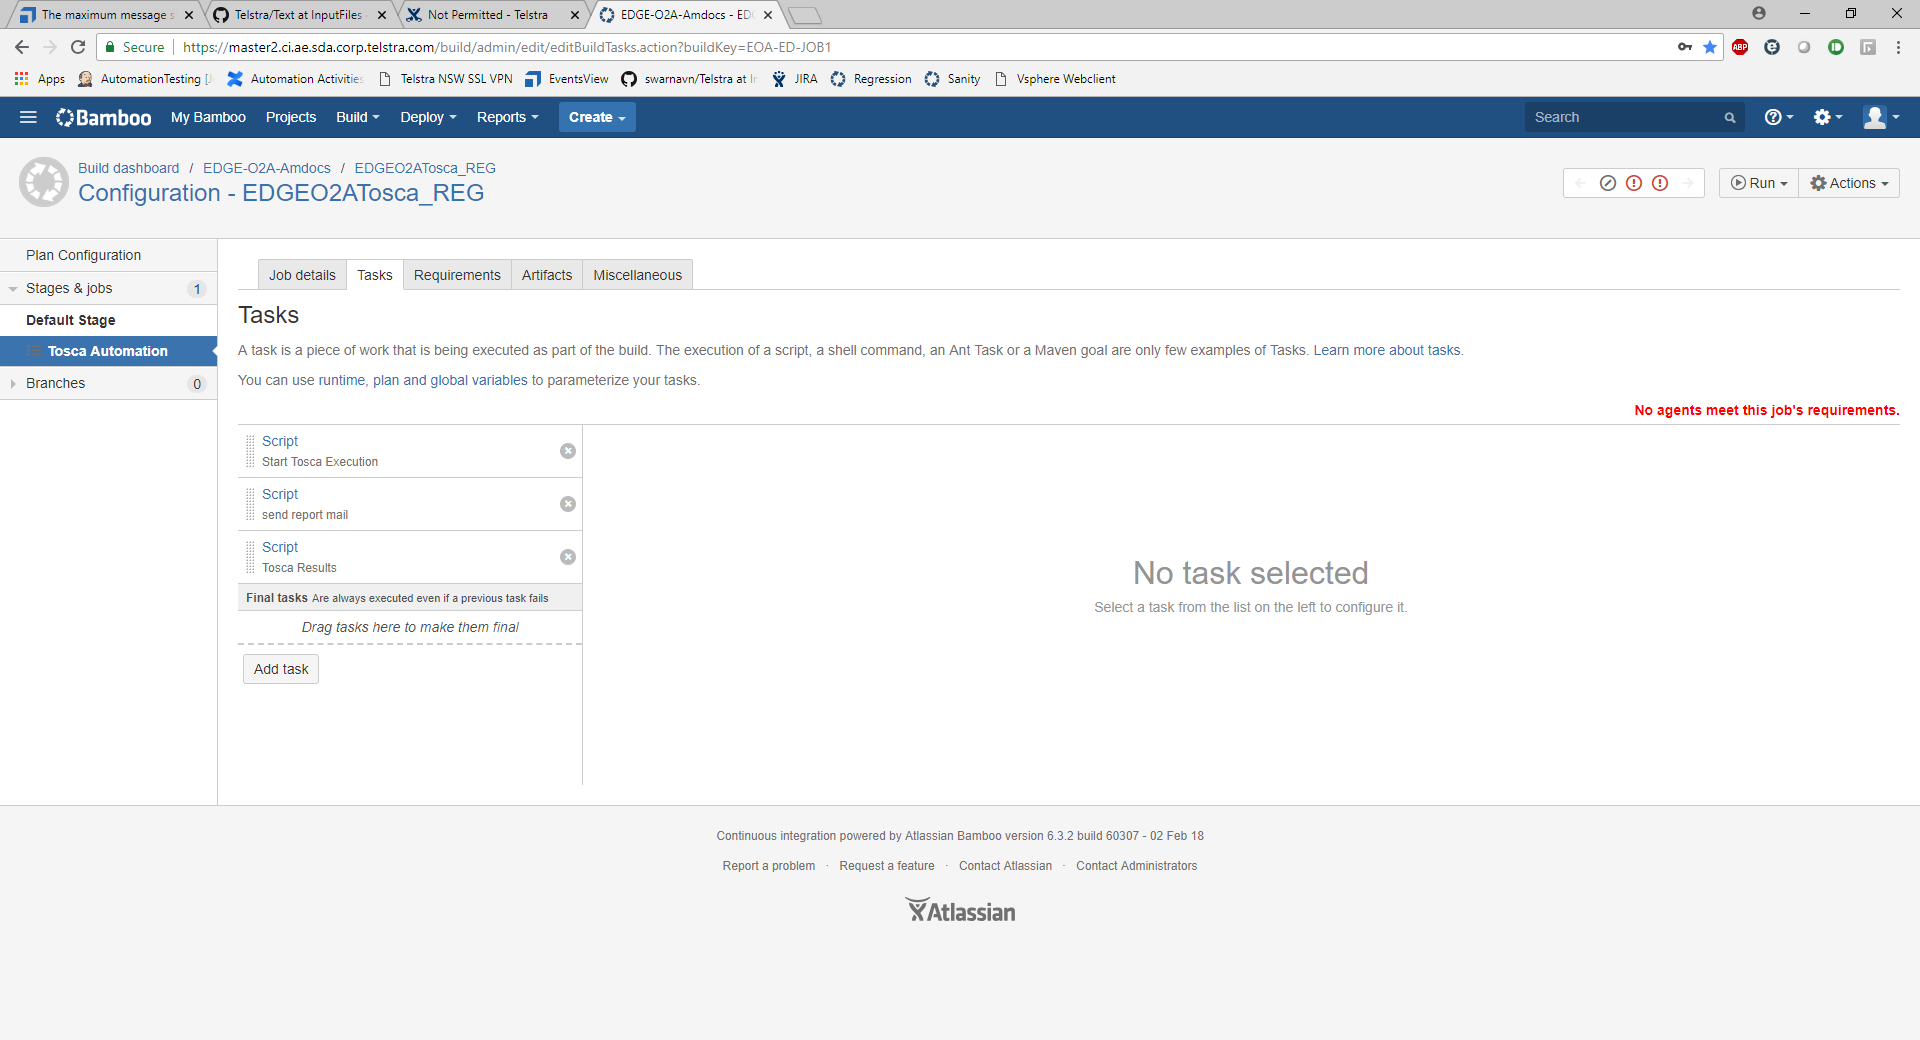 The maximum message s
Telstra/Text at InputFiles
Not Permitted - Telstra
EDGE-O2A-Amdocs - EDG
Secure
https://master2.ci.ae.sda.corp.telstra.com/build/admin/edit/editBuildTasks.action?buildKey=EOA-ED-JOB1
ABP
Apps
AutomationTesting [J
Automation Activities
Telstra NSW SSL VPN
EventsView
swarnavn/Telstra at In
JIRA
Regression
Sanity
Vsphere Webclient
Bamboo
My Bamboo
Projects
Build
Deploy
Reports
Create
Search
Build dashboard / EDGE-O2A-Amdocs / EDGEO2ATosca_REG
Configuration - EDGEO2ATosca_REG
Run
Actions
Plan Configuration
Stages & jobs 1
Default Stage
Tosca Automation
Branches 0
Job details
Tasks
Requirements
Artifacts
Miscellaneous
Tasks
A task is a piece of work that is being executed as part of the build. The execution of a script, a shell command, an Ant Task or a Maven goal are only few examples of Tasks. Learn more about tasks.
You can use runtime, plan and global variables to parameterize your tasks.
No agents meet this job's requirements.
Script
Start Tosca Execution
Script
send report mail
Script
Tosca Results
Final tasks Are always executed even if a previous task fails
Drag tasks here to make them final
Add task
No task selected
Select a task from the list on the left to configure it.
Continuous integration powered by Atlassian Bamboo version 6.3.2 build 60307 - 02 Feb 18
Report a problem · Request a feature · Contact Atlassian · Contact Administrators
Atlassian